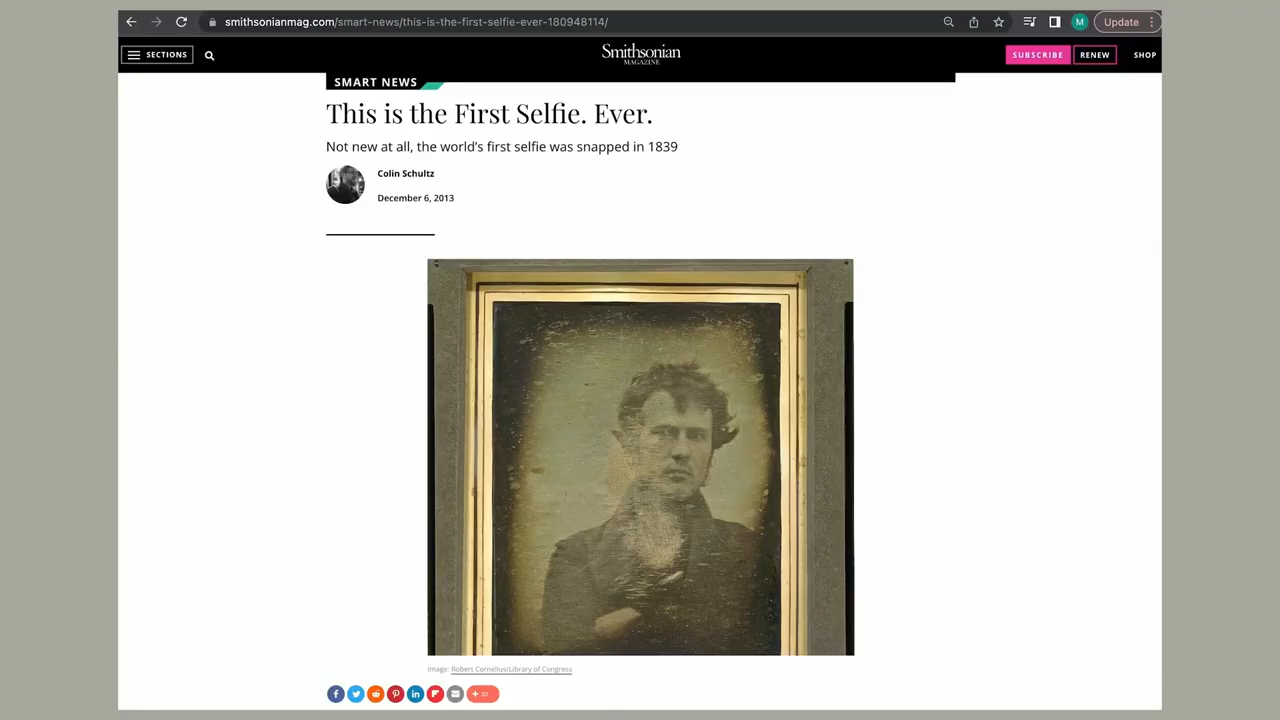 smithsonianmag.com/smart-news/this-is-the-first-selfie-ever-180948114/
M
Update
SECTIONS
Smithsonian
MAGAZINE
SUBSCRIBE
RENEW
SHOP
SMART NEWS
This is the First Selfie. Ever.
Not new at all, the world's first selfie was snapped in 1839
Colin Schultz
December 6, 2013
Image: Robert Cornelius/Library of Congress